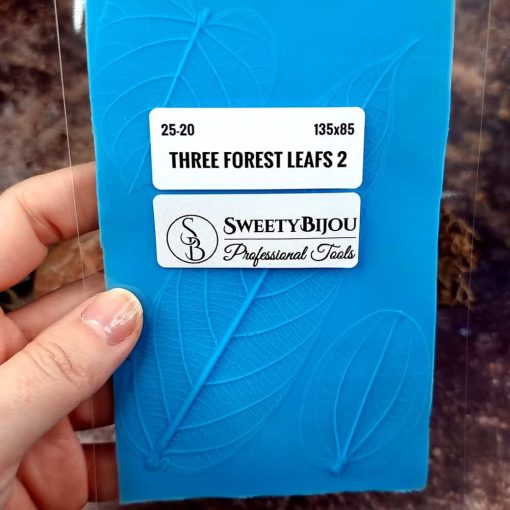 25-20 135x85
THREE FOREST LEAFS 2
SB SWEETYBIJOU
Professional Tools